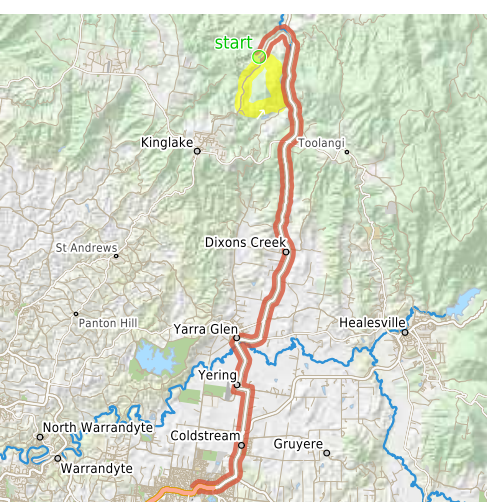 start
Kinglake
Toolangi
St Andrews
Dixons Creek
Panton Hill
Yarra Glen
Healesville
Yering
North Warrandyte
Coldstream
Gruyere
Warrandyte